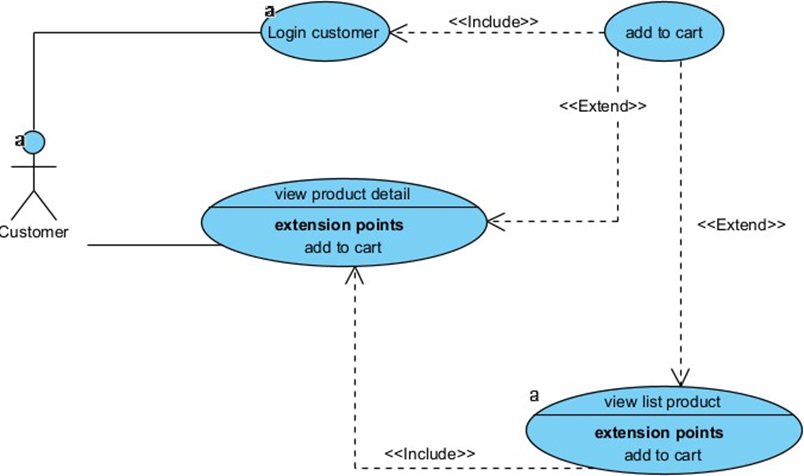 a
Login customer
<<Include>>
add to cart
<<Extend>>
a
Customer
view product detail
extension points
add to cart
<<Extend>>
a
view list product
extension points
add to cart
<<Include>>